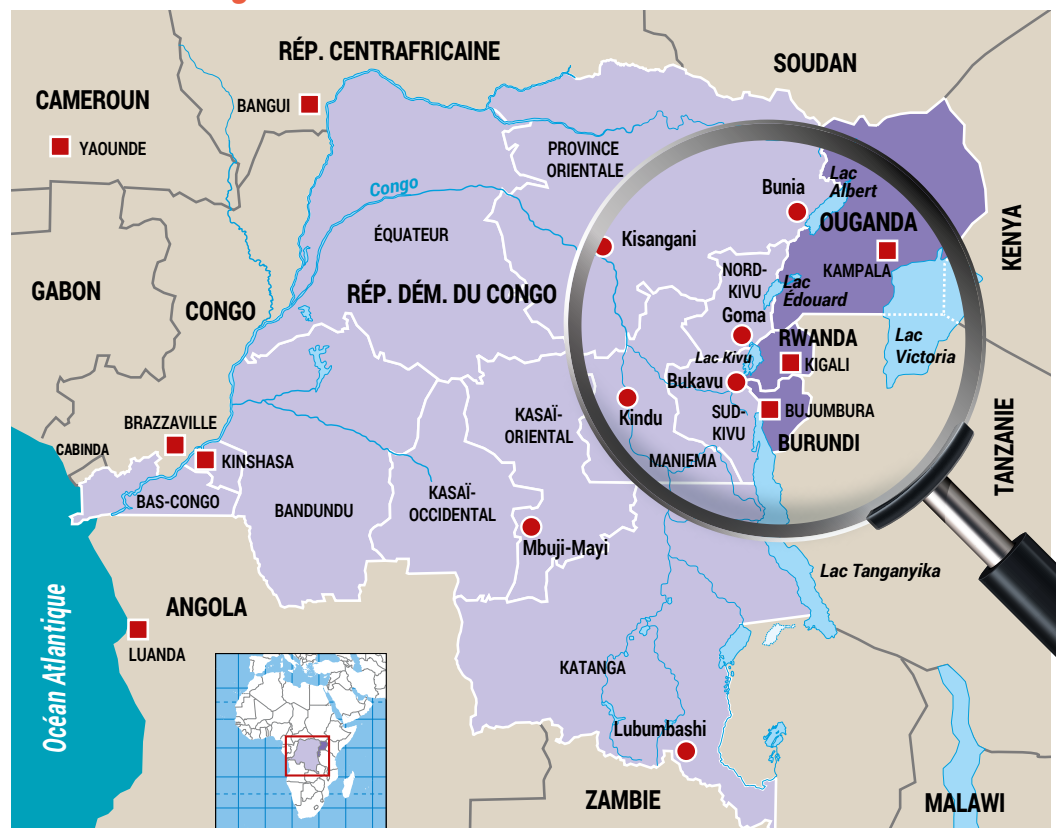 RÉP. CENTRAFRICAINE
SOUDAN
CAMEROUN
BANGUI
YAOUNDE
PROVINCE
ORIENTALE
Congo
Bunia
Lac
Albert
ÉQUATEUR
Kisangani
OUGANDA
KAMPALA
KENYA
GABON
CONGO
RÉP. DÉM. DU CONGO
NORD-
KIVU
Lac
Édouard
Goma
RWANDA
Lac
Victoria
Lac Kivu
KIGALI
Bukavu
Kindu
SUD-
KIVU
BUJUMBURA
BURUNDI
TANZANIE
KASAÏ-
ORIENTAL
BRAZZAVILLE
CABINDA
KINSHASA
MANIEMA
BAS-CONGO
BANDUNDU
KASAÏ-
OCCIDENTAL
Mbuji-Mayi
Lac Tanganyika
Océan Atlantique
ANGOLA
LUANDA
KATANGA
Lubumbashi
ZAMBIE
MALAWI